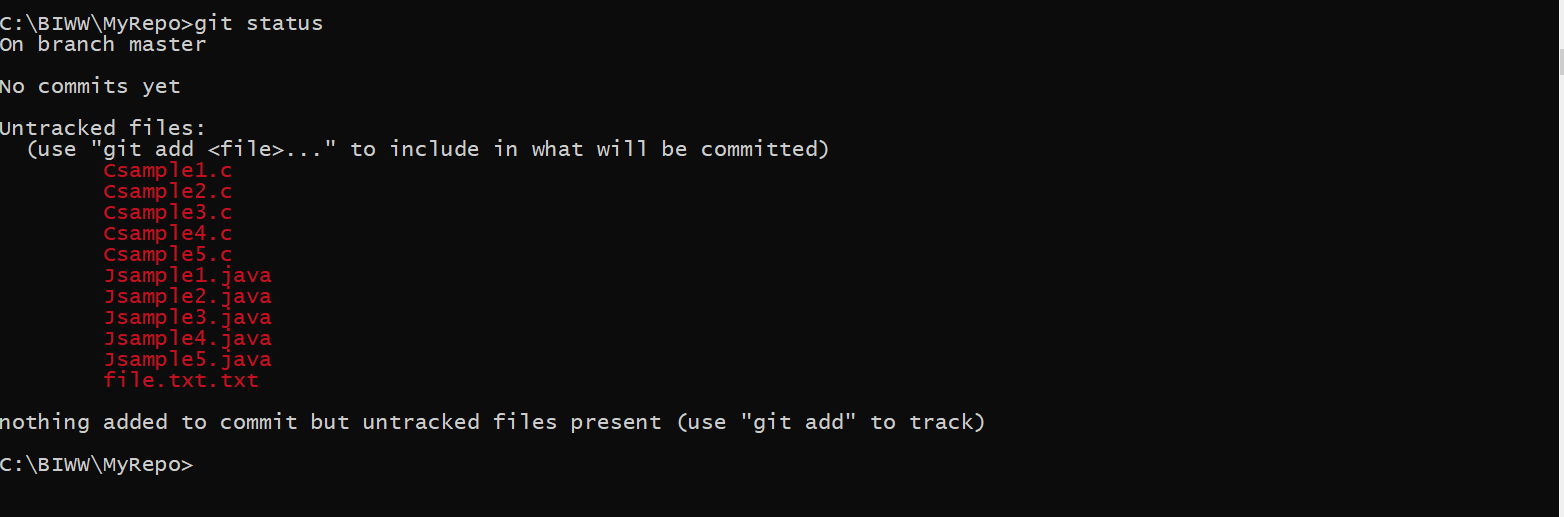 C:\BIWW\MyRepo>git status
On branch master
No commits yet
Untracked files:
  (use "git add <file>..." to include in what will be committed)
        Csample1.c
        Csample2.c
        Csample3.c
        Csample4.c
        Csample5.c
        Jsample1.java
        Jsample2.java
        Jsample3.java
        Jsample4.java
        Jsample5.java
        file.txt.txt
nothing added to commit but untracked files present (use "git add" to track)
C:\BIWW\MyRepo>